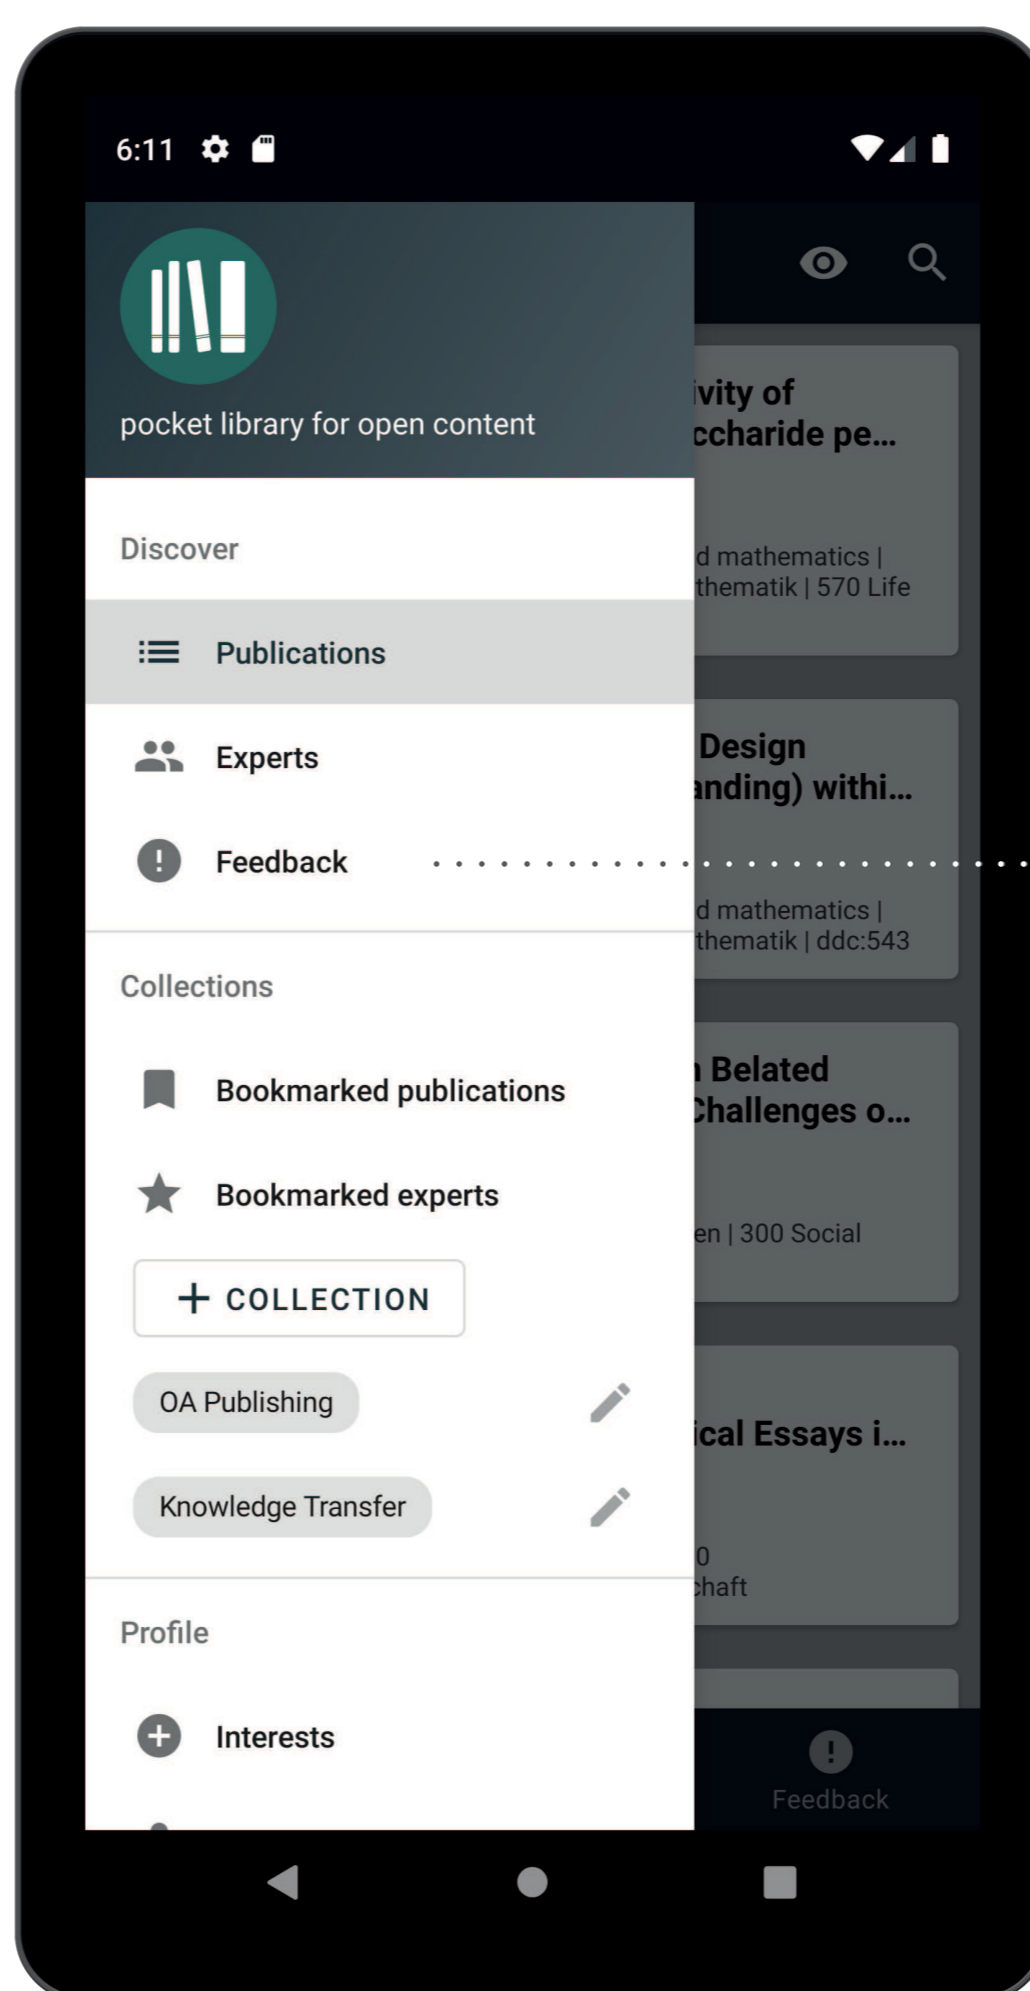 6:11
pocket library for open content
Discover
Publications
Experts
Feedback
Collections
Bookmarked publications
Bookmarked experts
+ COLLECTION
OA Publishing
Knowledge Transfer
Profile
Interests
ivity of
ccharide pe...
d mathematics |
thematik | 570 Life
Design
anding) withi...
d mathematics |
thematik | ddc:543
n Belated
Challenges o...
en | 300 Social
ical Essays i...
0
chaft
Feedback